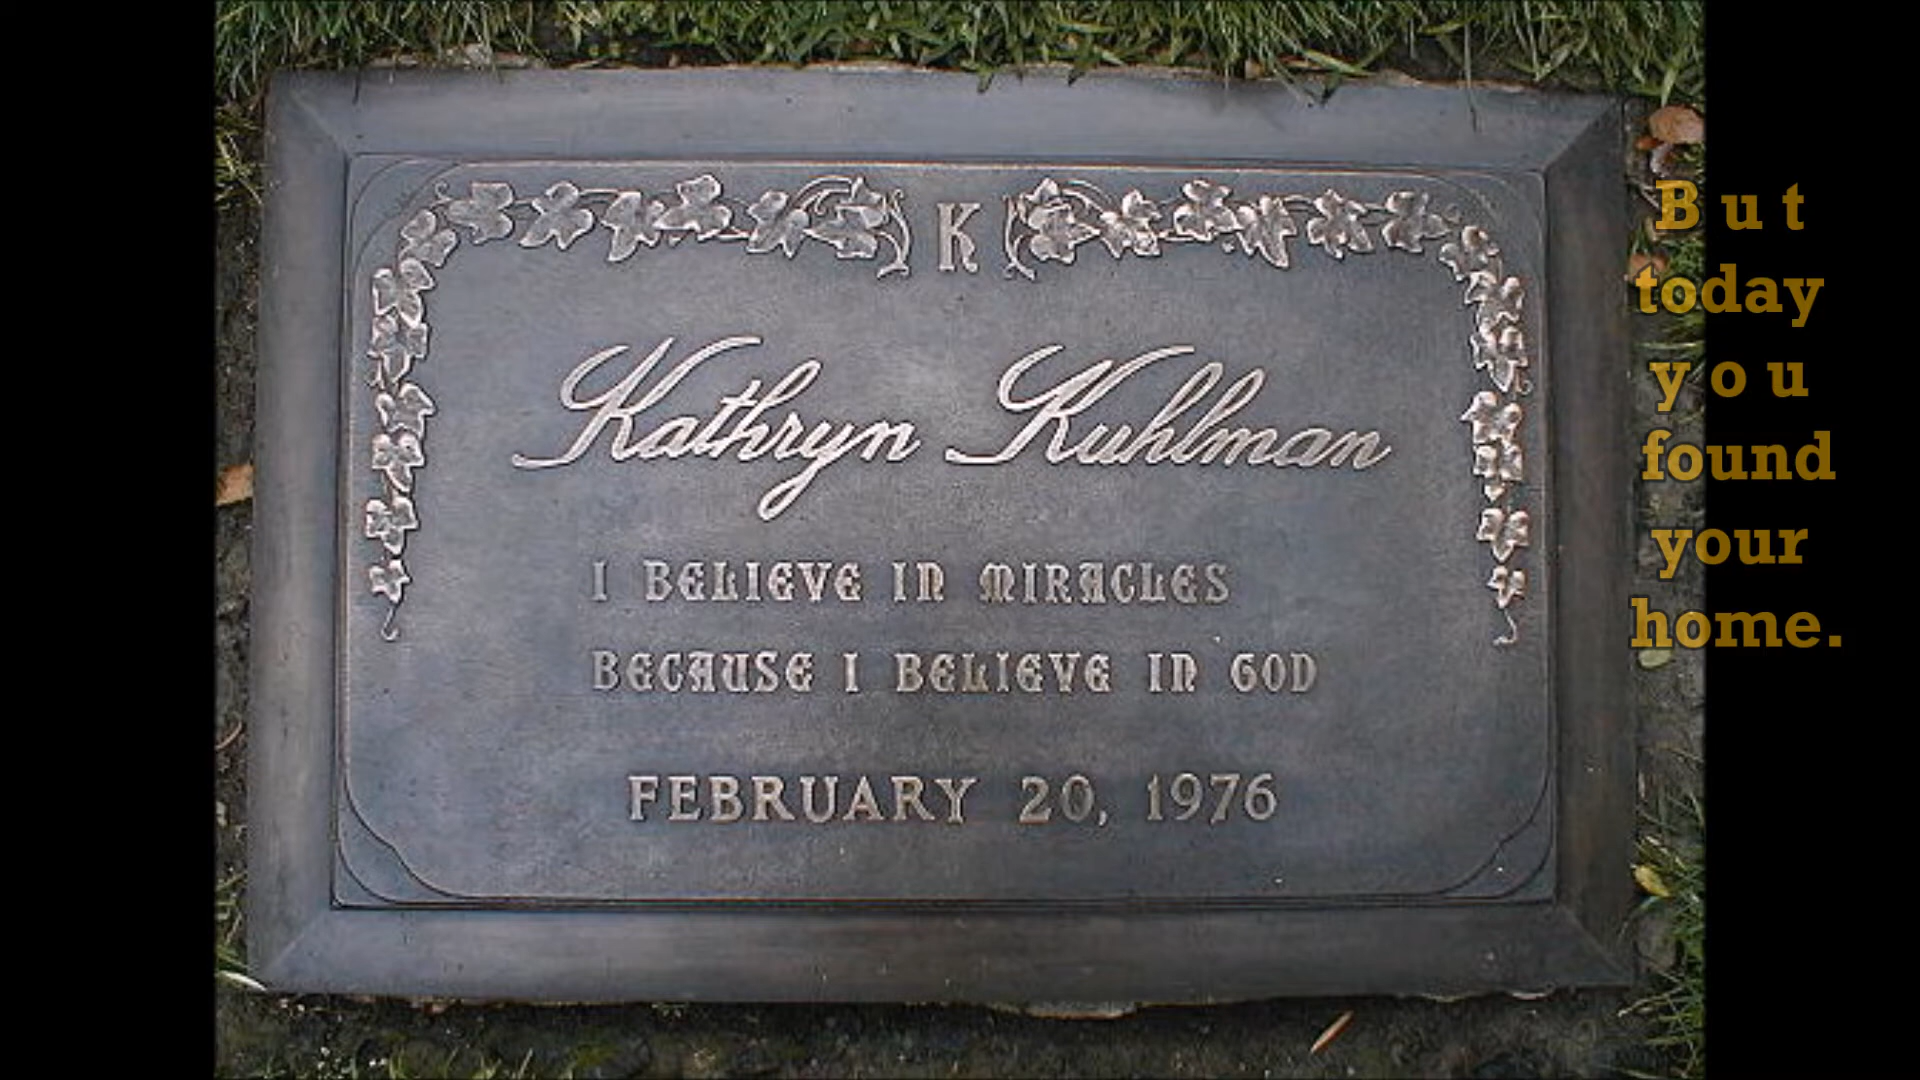 K
Kathryn Kuhlman
I BELIEVE IN MIRACLES
BECAUSE I BELIEVE IN GOD
FEBRUARY 20, 1976
But
today
you
found
your
home.